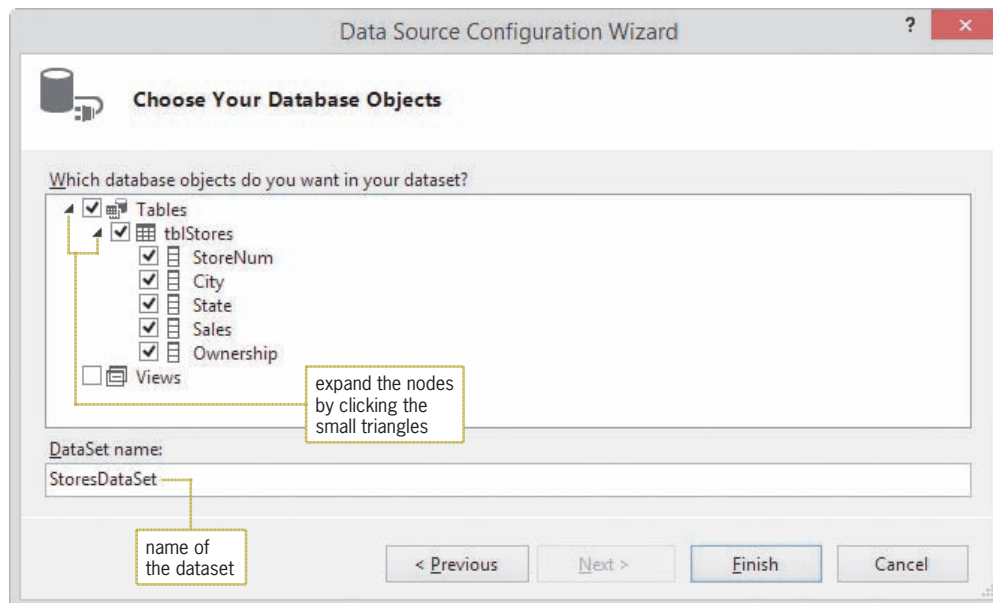 Data Source Configuration Wizard
?
×
Choose Your Database Objects
Which database objects do you want in your dataset?
Tables
tblStores
StoreNum
City
State
Sales
Ownership
Views
expand the nodes
by clicking the
small triangles
DataSet name:
StoresDataSet
name of
the dataset
< Previous
Next >
Finish
Cancel